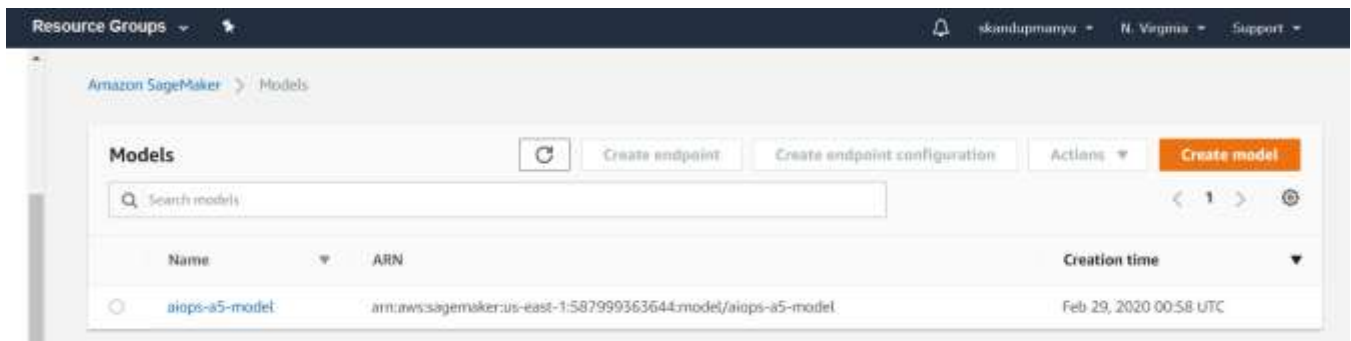 Resource Groups skandupmanyu N. Virginia Support
Amazon SageMaker > Models
Models Create endpoint Create endpoint configuration Actions Create model
Search models < 1 >
Name ARN Creation time
aiops-a5-model arn:aws:sagemaker:us-east-1:587999363644:model/aiops-a5-model Feb 29, 2020 00:58 UTC